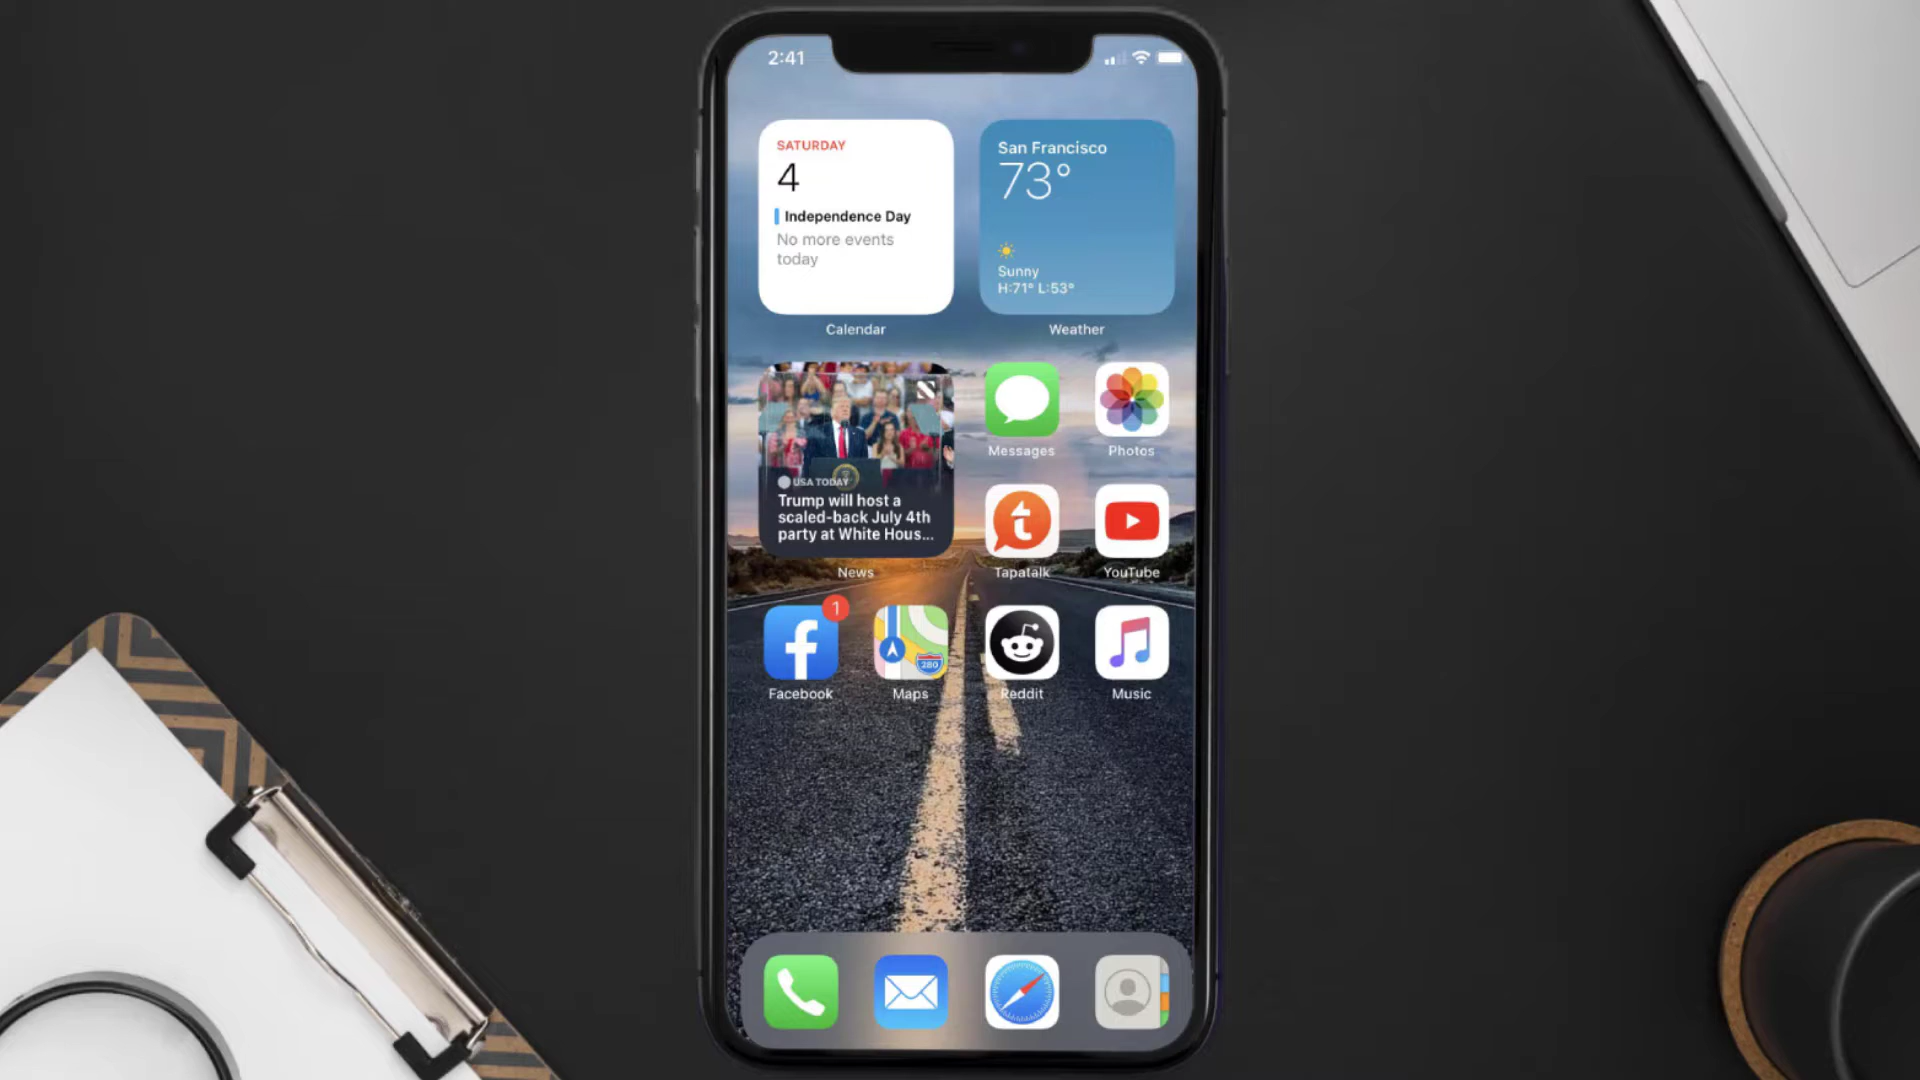 2:41
SATURDAY
4
Independence Day
No more events
today
Calendar
San Francisco
73°
Sunny
H:71° L:53°
Weather
USA TODAY
Trump will host a
scaled-back July 4th
party at White Hous...
News
Messages
Photos
Tapatalk
YouTube
1
Facebook
280
Maps
Reddit
Music